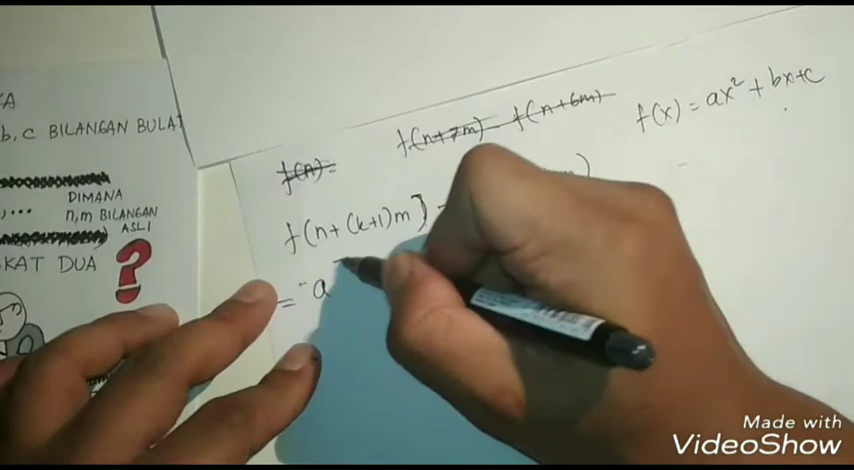 b, c BILANGAN BULAT
DIMANA
n,m BILANGAN
ASLI
KAT DUA ?
f(n)=
f(n+7m) - f(n+6m)
f(x) = ax² + bx + c
f(n + (k+1)m) -
= a
Made with
VideoShow